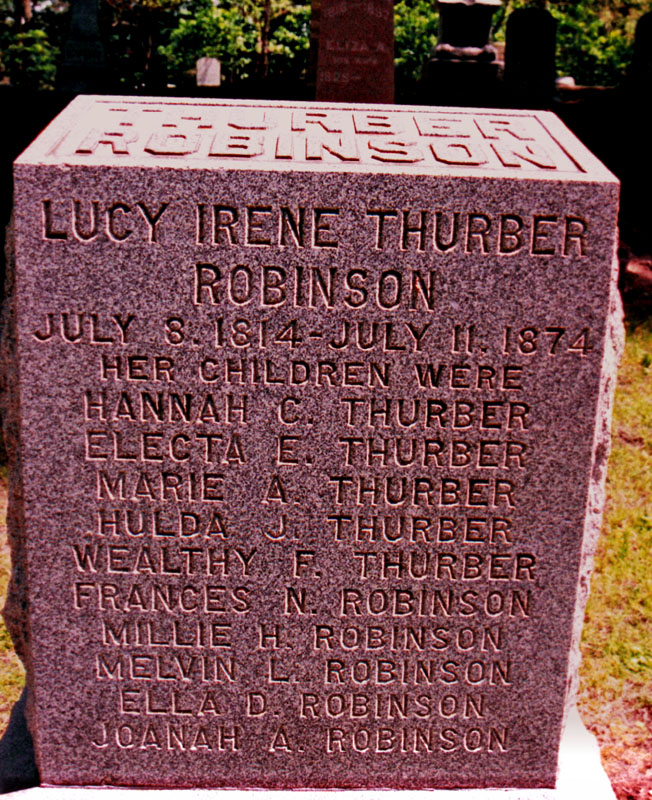 ELIZA A.
THURBER
ROBINSON
LUCY IRENE THURBER
ROBINSON
JULY 8. 1814 - JULY 11. 1874
HER CHILDREN WERE
HANNAH C. THURBER
ELECTA E. THURBER
MARIE A. THURBER
HULDA J. THURBER
WEALTHY F. THURBER
FRANCES N. ROBINSON
MILLIE H. ROBINSON
MELVIN L. ROBINSON
ELLA D. ROBINSON
JOANAH A. ROBINSON